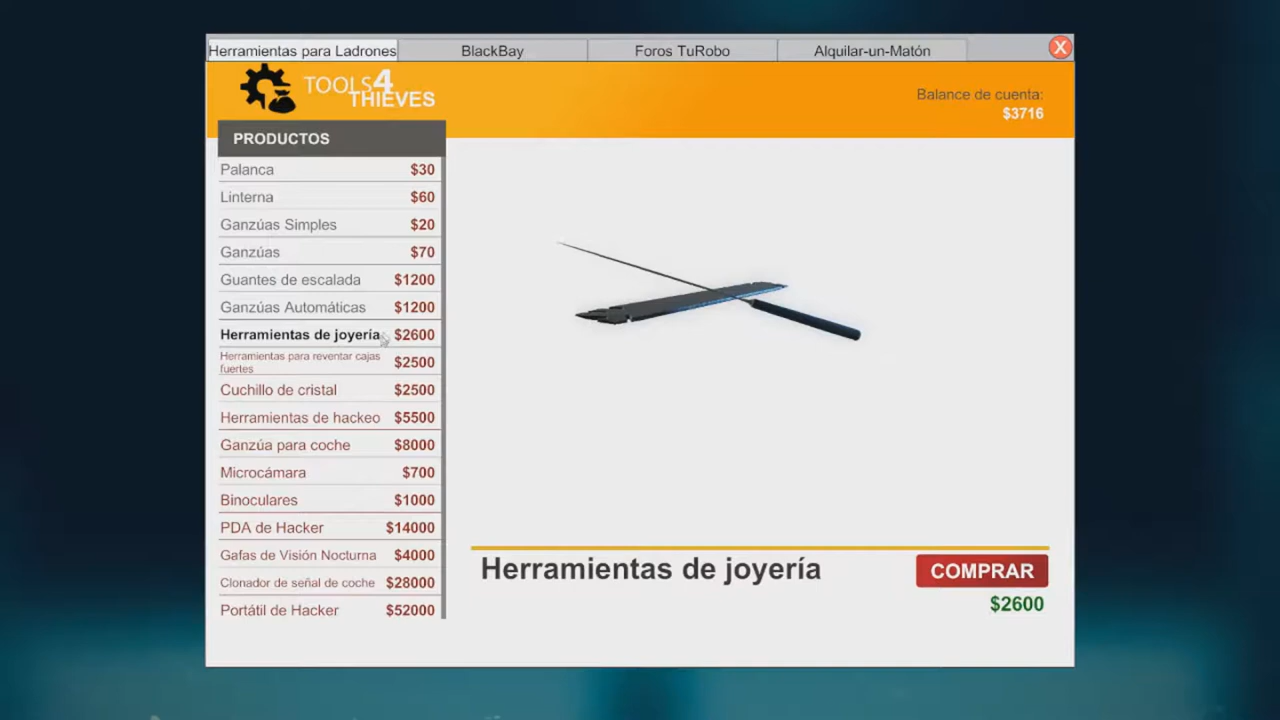 Herramientas para Ladrones
BlackBay
Foros TuRobo
Alquilar-un-Matón
X
TOOLS4
THIEVES
Balance de cuenta:
$3716
PRODUCTOS
Palanca $30
Linterna $60
Ganzúas Simples $20
Ganzúas $70
Guantes de escalada $1200
Ganzúas Automáticas $1200
Herramientas de joyería $2600
Herramientas para reventar cajas
fuertes $2500
Cuchillo de cristal $2500
Herramientas de hackeo $5500
Ganzúa para coche $8000
Microcámara $700
Binoculares $1000
PDA de Hacker $14000
Gafas de Visión Nocturna $4000
Clonador de señal de coche $28000
Portátil de Hacker $52000
Herramientas de joyería
COMPRAR
$2600